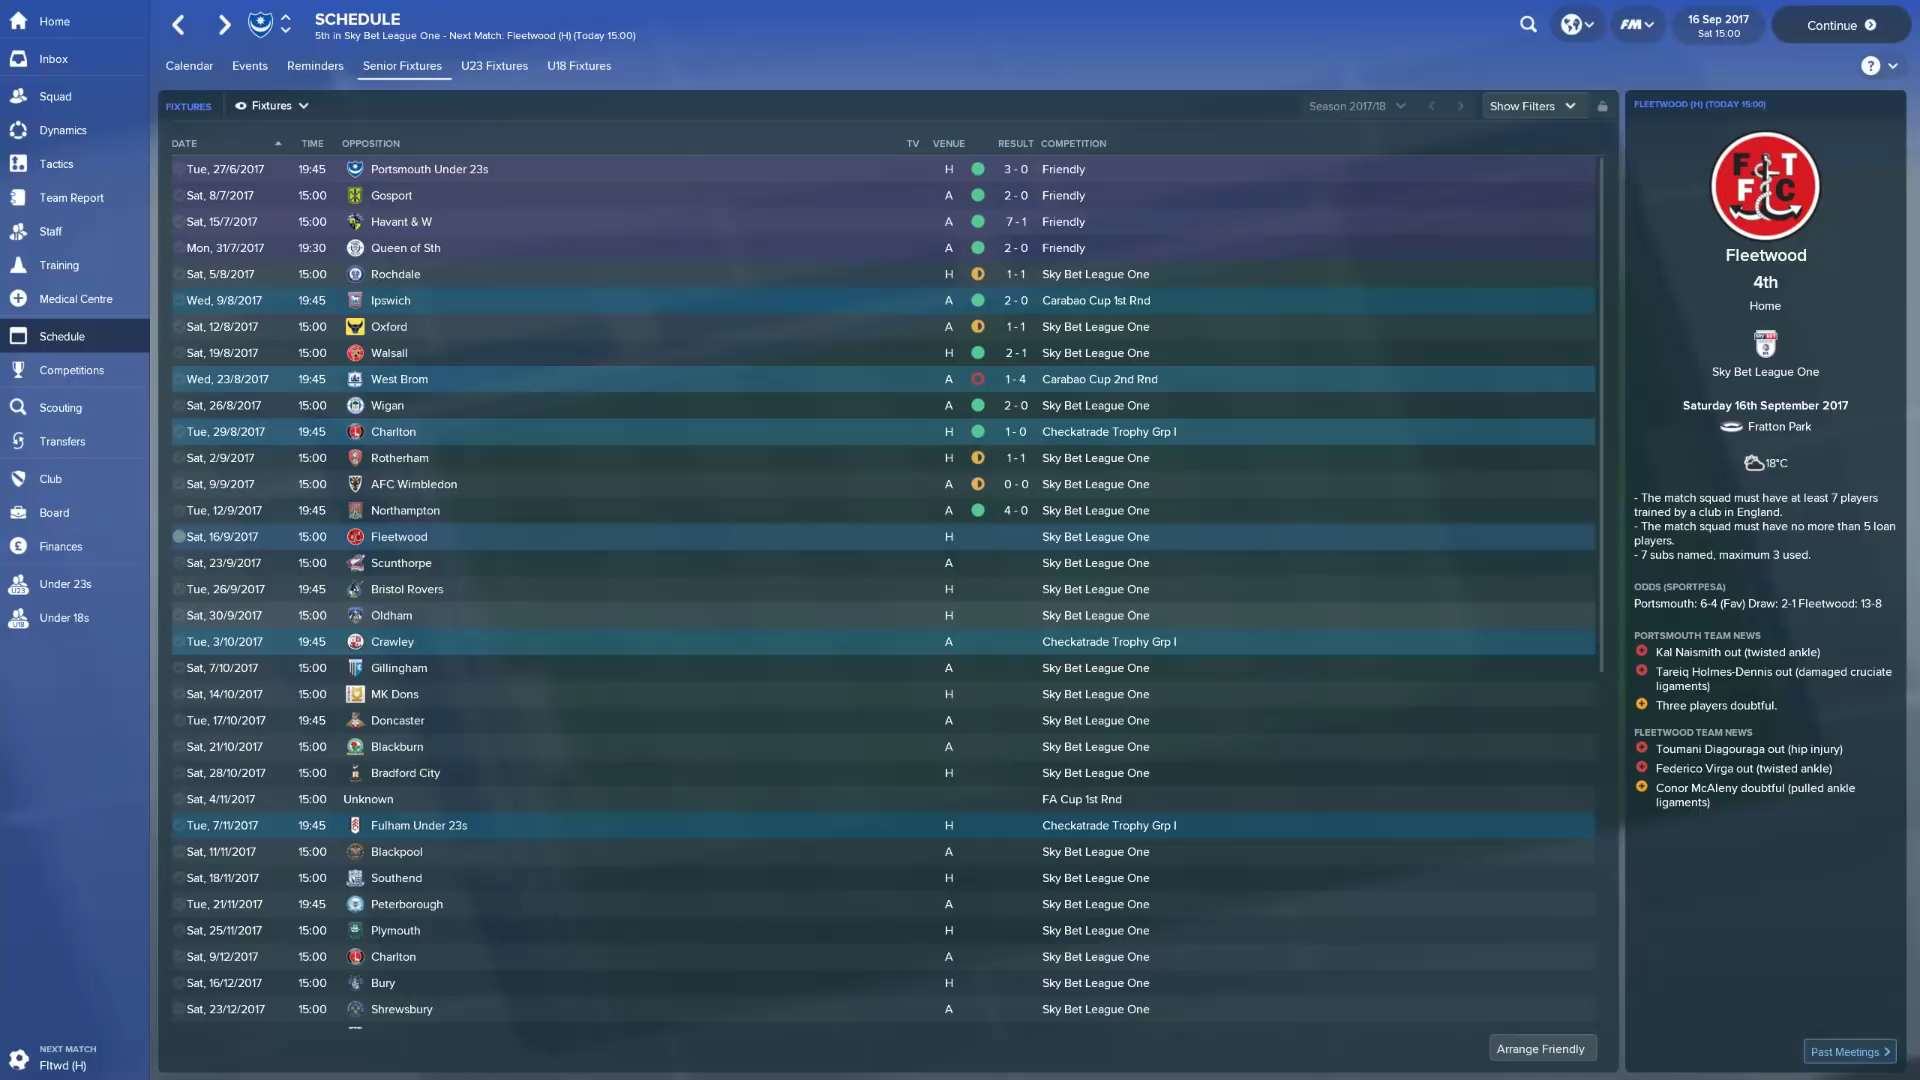 Home
Inbox
Squad
Dynamics
Tactics
Team Report
Staff
Training
Medical Centre
Schedule
Competitions
Scouting
Transfers
Club
Board
Finances
U23
Under 23s
U18
Under 18s
NEXT MATCH
Fltwd (H)
SCHEDULE
5th in Sky Bet League One - Next Match: Fleetwood (H) (Today 15:00)
FM
16 Sep 2017
Sat 15:00
Continue
Calendar Events Reminders Senior Fixtures U23 Fixtures U18 Fixtures
?
FIXTURES Fixtures Season 2017/18 Show Filters
DATE TIME OPPOSITION TV VENUE RESULT COMPETITION
Tue, 27/6/2017 19:45 Portsmouth Under 23s H 3 - 0 Friendly
Sat, 8/7/2017 15:00 Gosport A 2 - 0 Friendly
Sat, 15/7/2017 15:00 Havant & W A 7 - 1 Friendly
Mon, 31/7/2017 19:30 Queen of Sth A 2 - 0 Friendly
Sat, 5/8/2017 15:00 Rochdale H 1 - 1 Sky Bet League One
Wed, 9/8/2017 19:45 Ipswich A 2 - 0 Carabao Cup 1st Rnd
Sat, 12/8/2017 15:00 Oxford A 1 - 1 Sky Bet League One
Sat, 19/8/2017 15:00 Walsall H 2 - 1 Sky Bet League One
Wed, 23/8/2017 19:45 West Brom A 1 - 4 Carabao Cup 2nd Rnd
Sat, 26/8/2017 15:00 Wigan A 2 - 0 Sky Bet League One
Tue, 29/8/2017 19:45 Charlton H 1 - 0 Checkatrade Trophy Grp I
Sat, 2/9/2017 15:00 Rotherham H 1 - 1 Sky Bet League One
Sat, 9/9/2017 15:00 AFC Wimbledon A 0 - 0 Sky Bet League One
Tue, 12/9/2017 19:45 Northampton A 4 - 0 Sky Bet League One
Sat, 16/9/2017 15:00 Fleetwood H Sky Bet League One
Sat, 23/9/2017 15:00 Scunthorpe A Sky Bet League One
Tue, 26/9/2017 19:45 Bristol Rovers H Sky Bet League One
Sat, 30/9/2017 15:00 Oldham H Sky Bet League One
Tue, 3/10/2017 19:45 Crawley A Checkatrade Trophy Grp I
Sat, 7/10/2017 15:00 Gillingham A Sky Bet League One
Sat, 14/10/2017 15:00 MK Dons H Sky Bet League One
Tue, 17/10/2017 19:45 Doncaster A Sky Bet League One
Sat, 21/10/2017 15:00 Blackburn A Sky Bet League One
Sat, 28/10/2017 15:00 Bradford City H Sky Bet League One
Sat, 4/11/2017 15:00 Unknown FA Cup 1st Rnd
Tue, 7/11/2017 19:45 Fulham Under 23s H Checkatrade Trophy Grp I
Sat, 11/11/2017 15:00 Blackpool A Sky Bet League One
Sat, 18/11/2017 15:00 Southend H Sky Bet League One
Tue, 21/11/2017 19:45 Peterborough A Sky Bet League One
Sat, 25/11/2017 15:00 Plymouth H Sky Bet League One
Sat, 9/12/2017 15:00 Charlton A Sky Bet League One
Sat, 16/12/2017 15:00 Bury H Sky Bet League One
Sat, 23/12/2017 15:00 Shrewsbury A Sky Bet League One
Arrange Friendly
FLEETWOOD (H) (TODAY 15:00)
F T
F C
Fleetwood
4th
Home
Sky Bet League One
Saturday 16th September 2017
Fratton Park
18°C
- The match squad must have at least 7 players
trained by a club in England.
- The match squad must have no more than 5 loan
players.
- 7 subs named, maximum 3 used.
ODDS (SPORTPESA)
Portsmouth: 6-4 (Fav) Draw: 2-1 Fleetwood: 13-8
PORTSMOUTH TEAM NEWS
Kal Naismith out (twisted ankle)
Tareiq Holmes-Dennis out (damaged cruciate
ligaments)
Three players doubtful.
FLEETWOOD TEAM NEWS
Toumani Diagouraga out (hip injury)
Federico Virga out (twisted ankle)
Conor McAleny doubtful (pulled ankle
ligaments)
Past Meetings